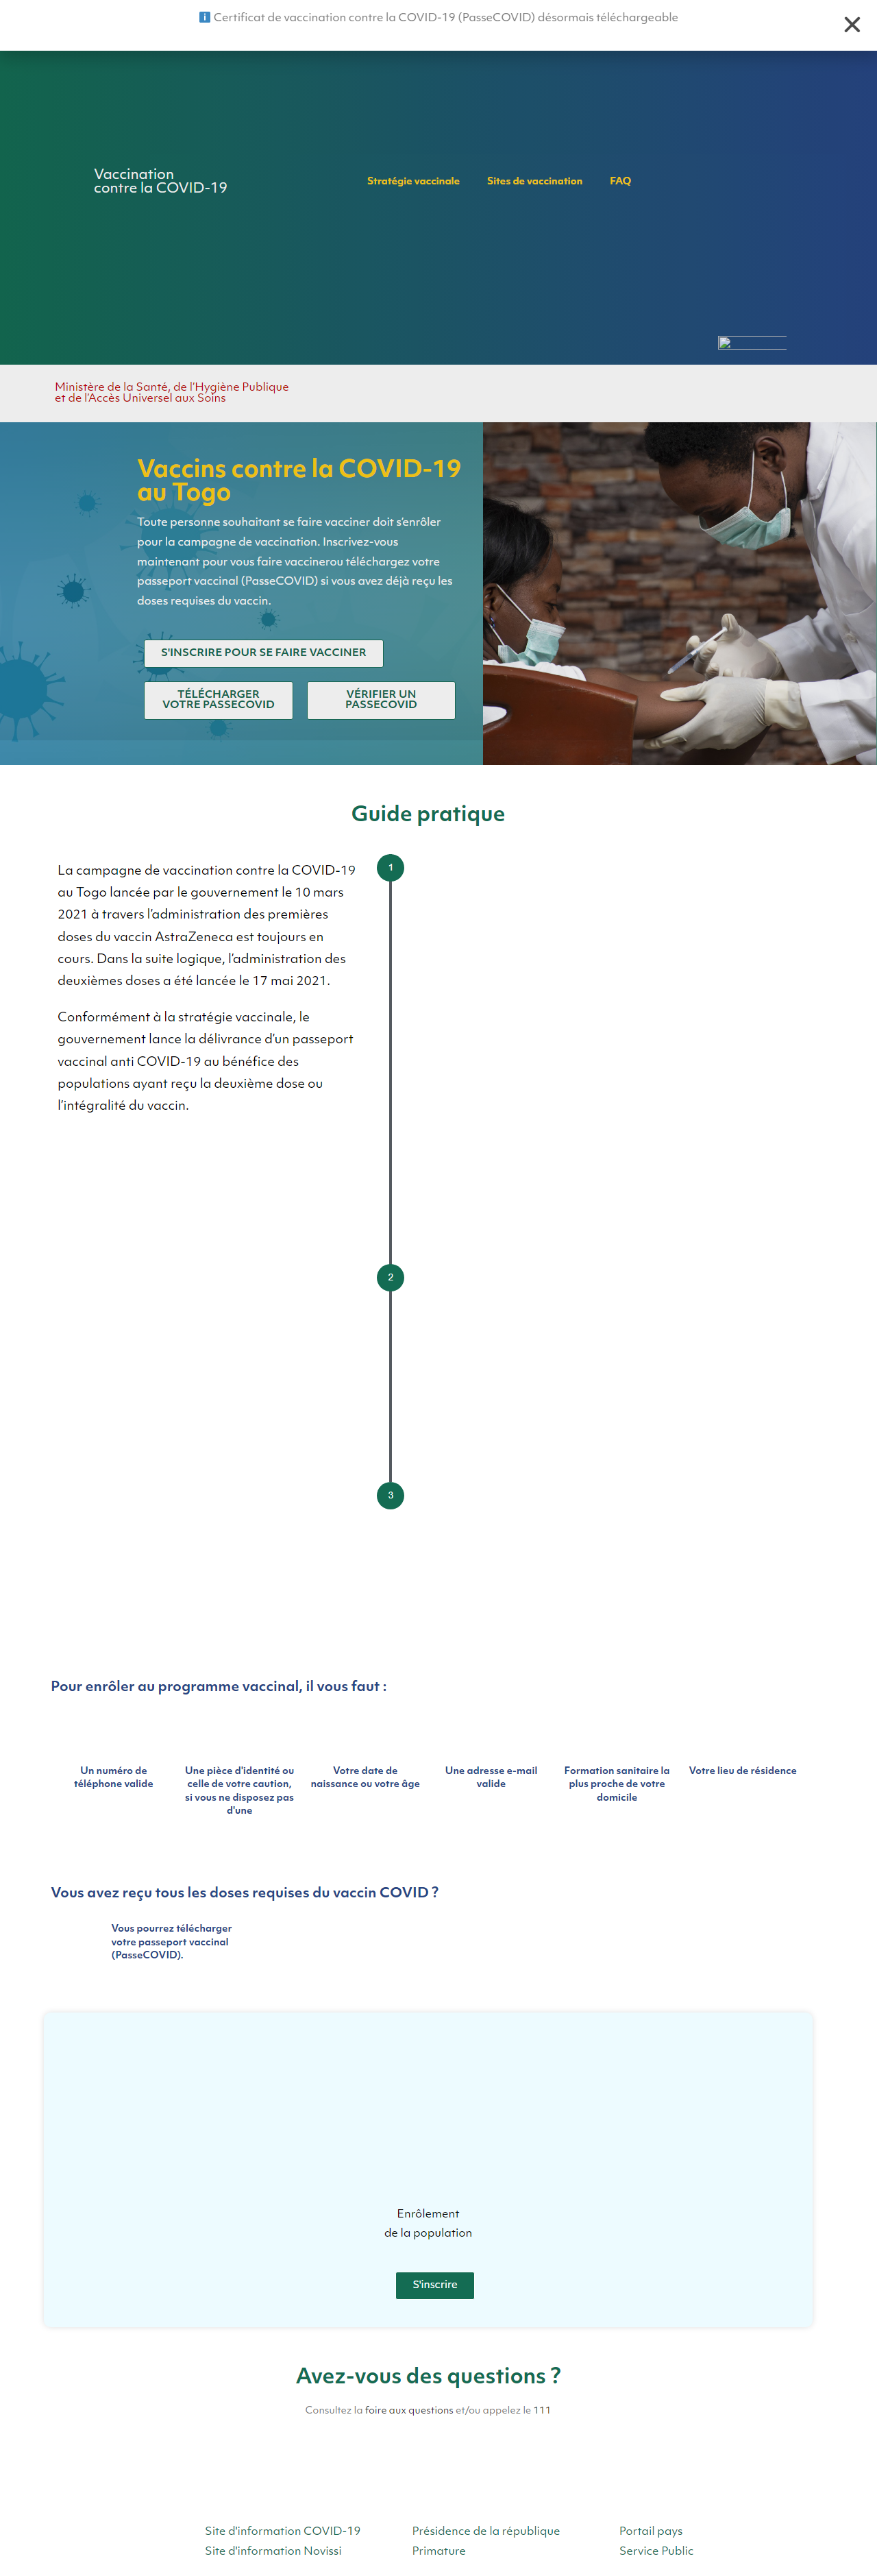 Certificat de vaccination contre la COVID-19 (PasseCOVID) désormais téléchargeable
Vaccination
contre la COVID-19
Stratégie vaccinale
Sites de vaccination
FAQ
Ministère de la Santé, de l'Hygiène Publique
et de l'Accès Universel aux Soins
Vaccins contre la COVID-19
au Togo
Toute personne souhaitant se faire vacciner doit s'enrôler
pour la campagne de vaccination. Inscrivez-vous
maintenant pour vous faire vaccinerou téléchargez votre
passeport vaccinal (PasseCOVID) si vous avez déjà reçu les
doses requises du vaccin.
S'INSCRIRE POUR SE FAIRE VACCINER
TÉLÉCHARGER
VOTRE PASSECOVID
VÉRIFIER UN
PASSECOVID
Guide pratique
1
La campagne de vaccination contre la COVID-19
au Togo lancée par le gouvernement le 10 mars
2021 à travers l'administration des premières
doses du vaccin AstraZeneca est toujours en
cours. Dans la suite logique, l'administration des
deuxièmes doses a été lancée le 17 mai 2021.
Conformément à la stratégie vaccinale, le
gouvernement lance la délivrance d'un passeport
vaccinal anti COVID-19 au bénéfice des
populations ayant reçu la deuxième dose ou
l'intégralité du vaccin.
2
3
Pour enrôler au programme vaccinal, il vous faut :
Un numéro de
téléphone valide
Une pièce d'identité ou
celle de votre caution,
si vous ne disposez pas
d'une
Votre date de
naissance ou votre âge
Une adresse e-mail
valide
Formation sanitaire la
plus proche de votre
domicile
Votre lieu de résidence
Vous avez reçu tous les doses requises du vaccin COVID ?
Vous pourrez télécharger
votre passeport vaccinal
(PasseCOVID).
Enrôlement
de la population
S'inscrire
Avez-vous des questions ?
Consultez la foire aux questions et/ou appelez le 111
Site d'information COVID-19
Site d'information Novissi
Présidence de la république
Primature
Portail pays
Service Public